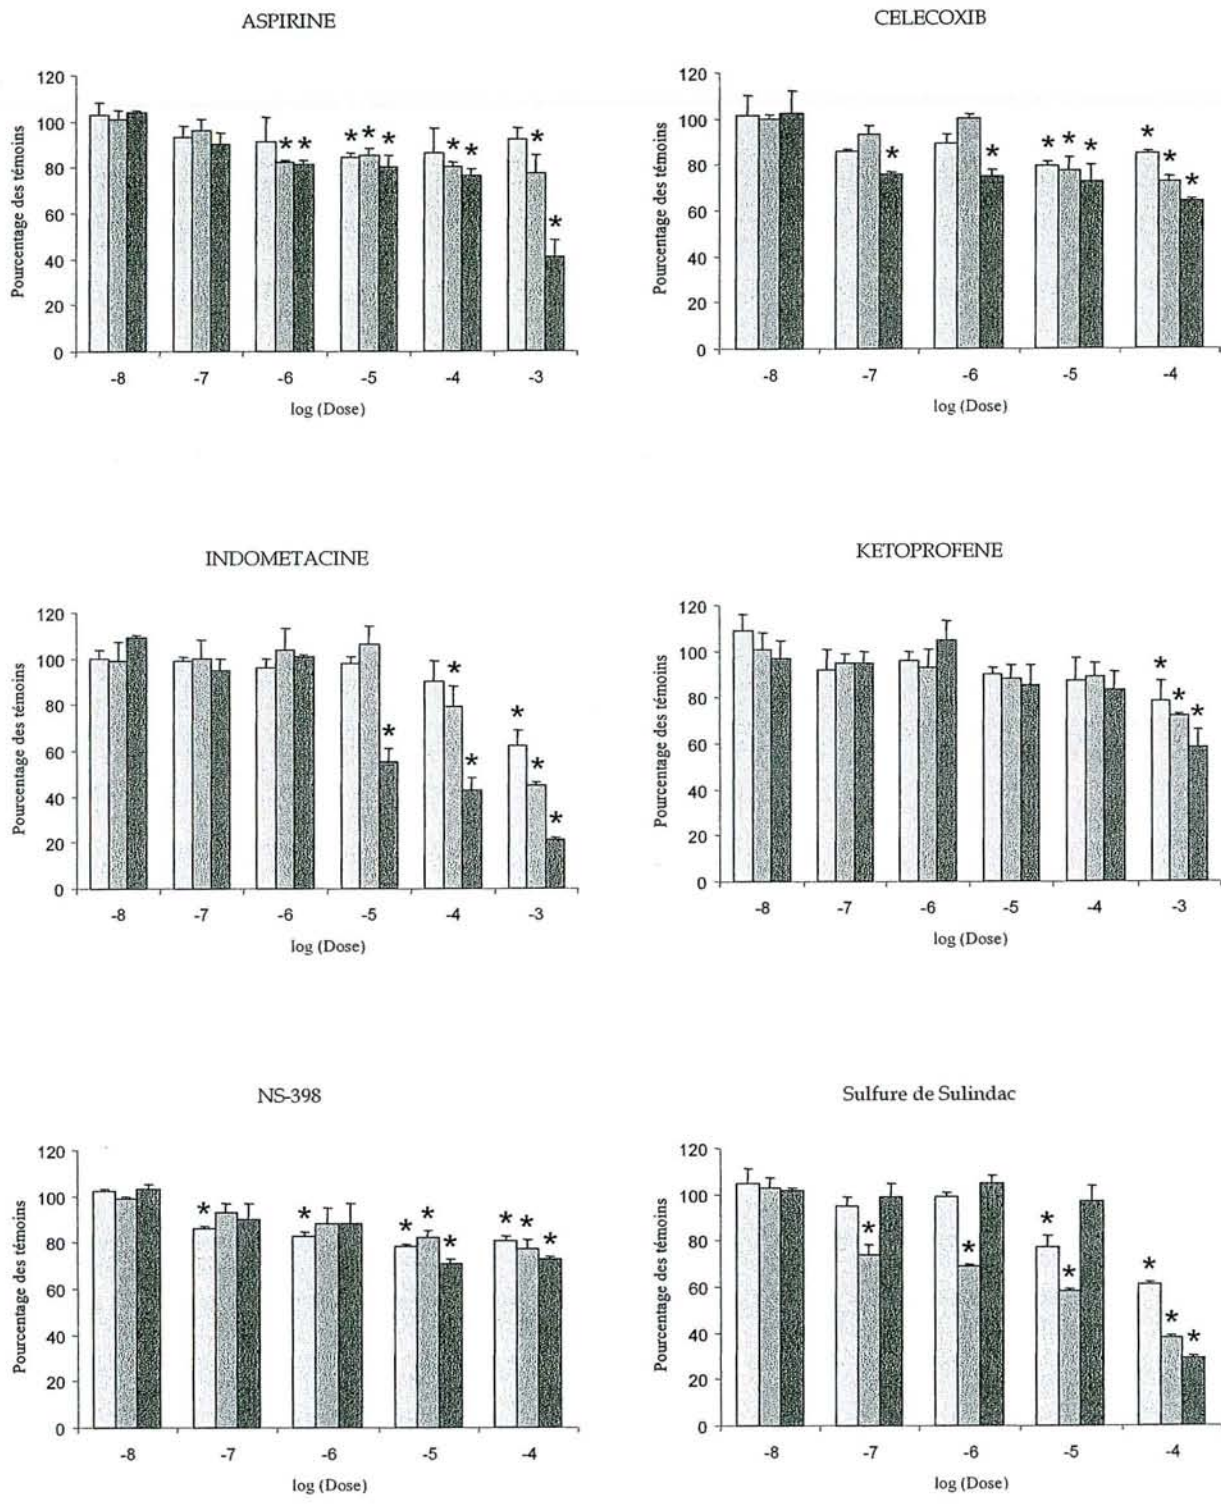 ASPIRINE
Pourcentage des témoins
120
100
80
60
40
20
0
* * * * * * * * * *
-8 -7 -6 -5 -4 -3
log (Dose)
CELECOXIB
Pourcentage des témoins
120
100
80
60
40
20
0
* * * * * * * *
-8 -7 -6 -5 -4
log (Dose)
INDOMETACINE
Pourcentage des témoins
120
100
80
60
40
20
0
* * * * * *
-8 -7 -6 -5 -4 -3
log (Dose)
KETOPROFENE
Pourcentage des témoins
120
100
80
60
40
20
0
* * *
-8 -7 -6 -5 -4 -3
log (Dose)
NS-398
Pourcentage des témoins
120
100
80
60
40
20
0
* * * * * * * *
-8 -7 -6 -5 -4
log (Dose)
Sulfure de Sulindac
Pourcentage des témoins
120
100
80
60
40
20
0
* * * * * * *
-8 -7 -6 -5 -4
log (Dose)